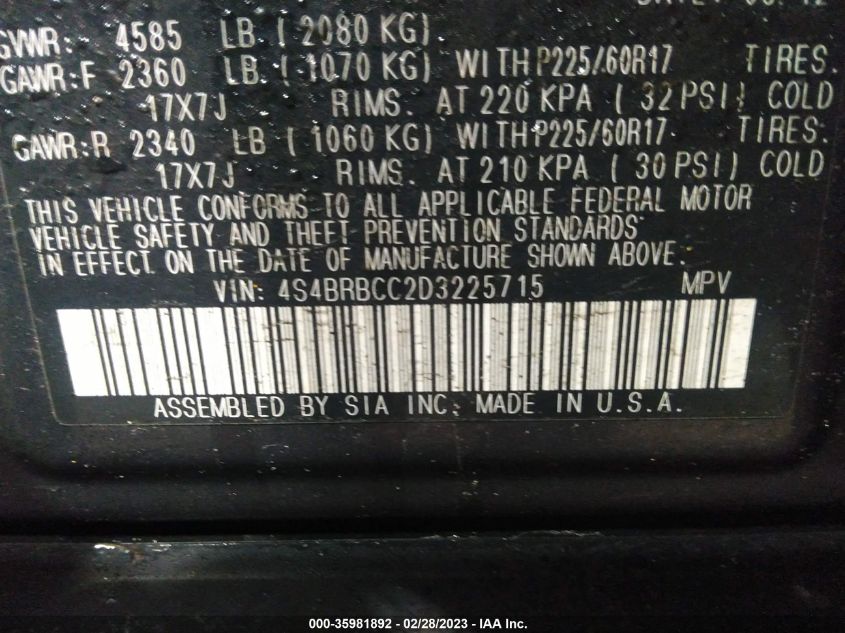 GVWR: 4585 LB ( 2080 KG)
GAWR:F 2360 LB ( 1070 KG) WITH P225/60R17 TIRES.
17X7J RIMS. AT 220 KPA ( 32 PSI) COLD
GAWR:R 2340 LB ( 1060 KG) WITH P225/60R17 TIRES.
17X7J RIMS. AT 210 KPA ( 30 PSI) COLD
THIS VEHICLE CONFORMS TO ALL APPLICABLE FEDERAL MOTOR
VEHICLE SAFETY AND THEFT PREVENTION STANDARDS
IN EFFECT ON THE DATE OF MANUFACTURE SHOWN ABOVE.
VIN: 4S4BRBCC2D3225715 MPV
ASSEMBLED BY SIA INC. MADE IN U.S.A.
000-35981892 - 02/28/2023 - IAA Inc.